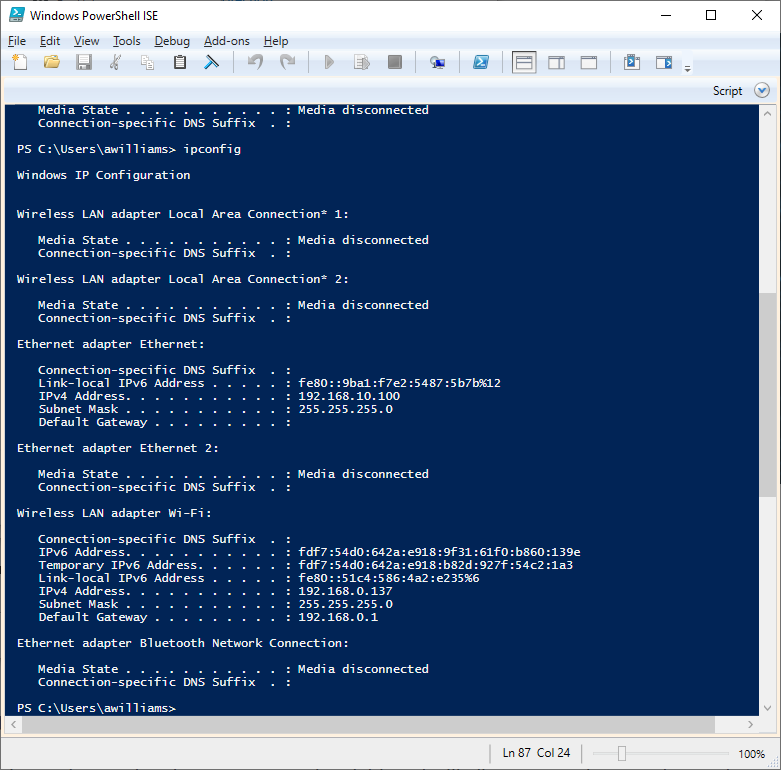 Windows PowerShell ISE
File Edit View Tools Debug Add-ons Help
Script
Media State . . . . . . . . . . . : Media disconnected
Connection-specific DNS Suffix  . :
PS C:\Users\awilliams> ipconfig
Windows IP Configuration
Wireless LAN adapter Local Area Connection* 1:
Media State . . . . . . . . . . . : Media disconnected
Connection-specific DNS Suffix  . :
Wireless LAN adapter Local Area Connection* 2:
Media State . . . . . . . . . . . : Media disconnected
Connection-specific DNS Suffix  . :
Ethernet adapter Ethernet:
Connection-specific DNS Suffix  . :
Link-local IPv6 Address . . . . . : fe80::9ba1:f7e2:5487:5b7b%12
IPv4 Address. . . . . . . . . . . : 192.168.10.100
Subnet Mask . . . . . . . . . . . : 255.255.255.0
Default Gateway . . . . . . . . . :
Ethernet adapter Ethernet 2:
Media State . . . . . . . . . . . : Media disconnected
Connection-specific DNS Suffix  . :
Wireless LAN adapter Wi-Fi:
Connection-specific DNS Suffix  . :
IPv6 Address. . . . . . . . . . . : fdf7:54d0:642a:e918:9f31:61f0:b860:139e
Temporary IPv6 Address. . . . . . : fdf7:54d0:642a:e918:b82d:927f:54c2:1a3
Link-local IPv6 Address . . . . . : fe80::51c4:586:4a2:e235%6
IPv4 Address. . . . . . . . . . . : 192.168.0.137
Subnet Mask . . . . . . . . . . . : 255.255.255.0
Default Gateway . . . . . . . . . : 192.168.0.1
Ethernet adapter Bluetooth Network Connection:
Media State . . . . . . . . . . . : Media disconnected
Connection-specific DNS Suffix  . :
PS C:\Users\awilliams>
Ln 87 Col 24
100%